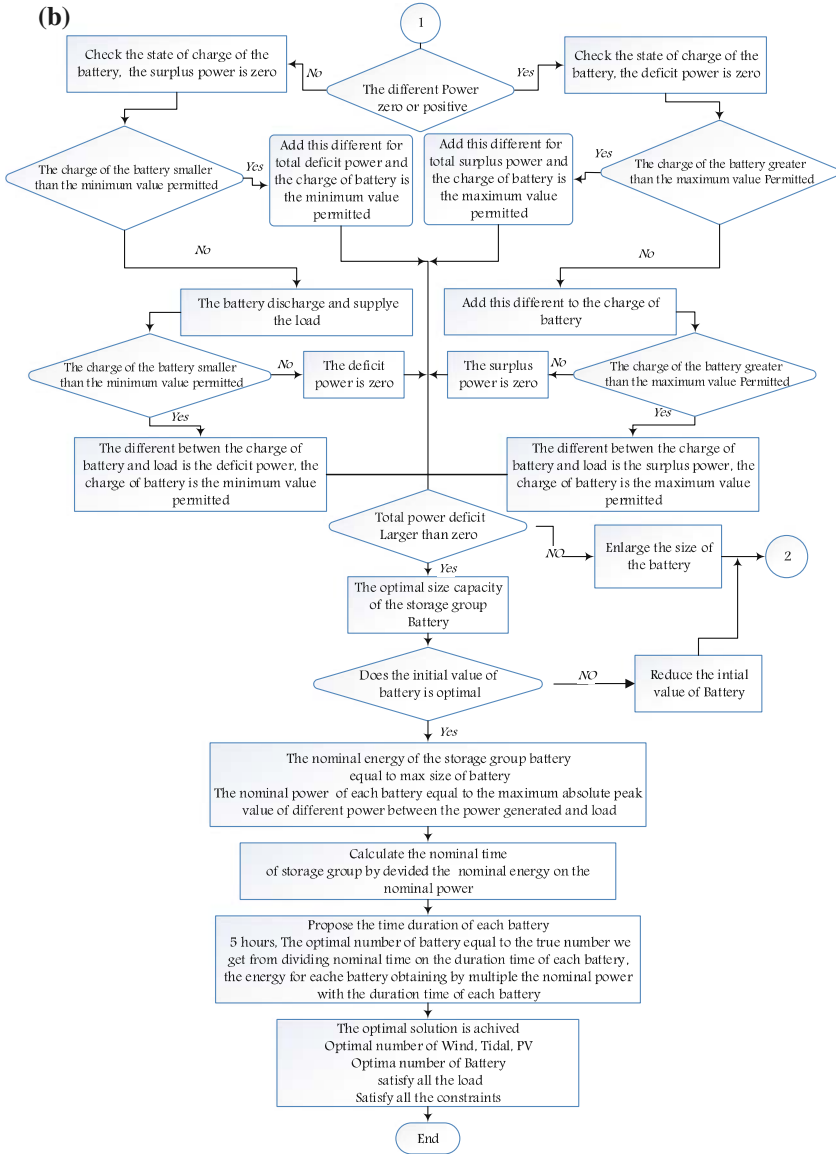 (b)
1
Check the state of charge of the
battery,  the surplus power is zero
No
The different Power
zero or positive
Yes
Check the state of charge of the
battery, the deficit power is zero
The charge of the battery smaller
than the minimum value permitted
Yes
Add this different for
total deficit power and
the charge of battery is
the minimum value
permitted
Add this different for
total surplus power and
the charge of battery is
the maximum value
permitted
Yes
The charge of the battery greater
than the maximum value Permitted
No
No
The battery discharge and supplye
the load
Add this different to the charge of
battery
The charge of the battery smaller
than the minimum value permitted
No
The deficit
power is zero
The surplus
power is zero
No
The charge of the battery greater
than the maximum value Permitted
Yes
Yes
The different betwen the charge of
battery and load is the deficit power, the
charge of battery is the minimum value
permitted
The different betwen the charge of
battery and load is the surplus power, the
charge of battery is the maximum value
permitted
Total power deficit
Larger than zero
NO
Enlarge the size of
the battery
2
Yes
The optimal size capacity
of the storage group
Battery
Does the initial value of
battery is optimal
NO
Reduce the intial
value of Battery
Yes
The nominal energy of the storage group battery
equal to max size of battery
The nominal power  of each battery equal to the maximum absolute peak
value of different power between the power generated and load
Calculate the nominal time
of storage group by devided the  nominal energy on the
nominal power
Propose the time duration of each battery
5 hours, The optimal number of battery equal to the true number we
get from dividing nominal time on the duration time of each battery,
the energy for eache battery obtaining by multiple the nominal power
with the duration time of each battery
The optimal solution is achived
Optimal number of Wind, Tidal, PV
Optima number of Battery
satisfy all the load
Satisfy all the constraints
End